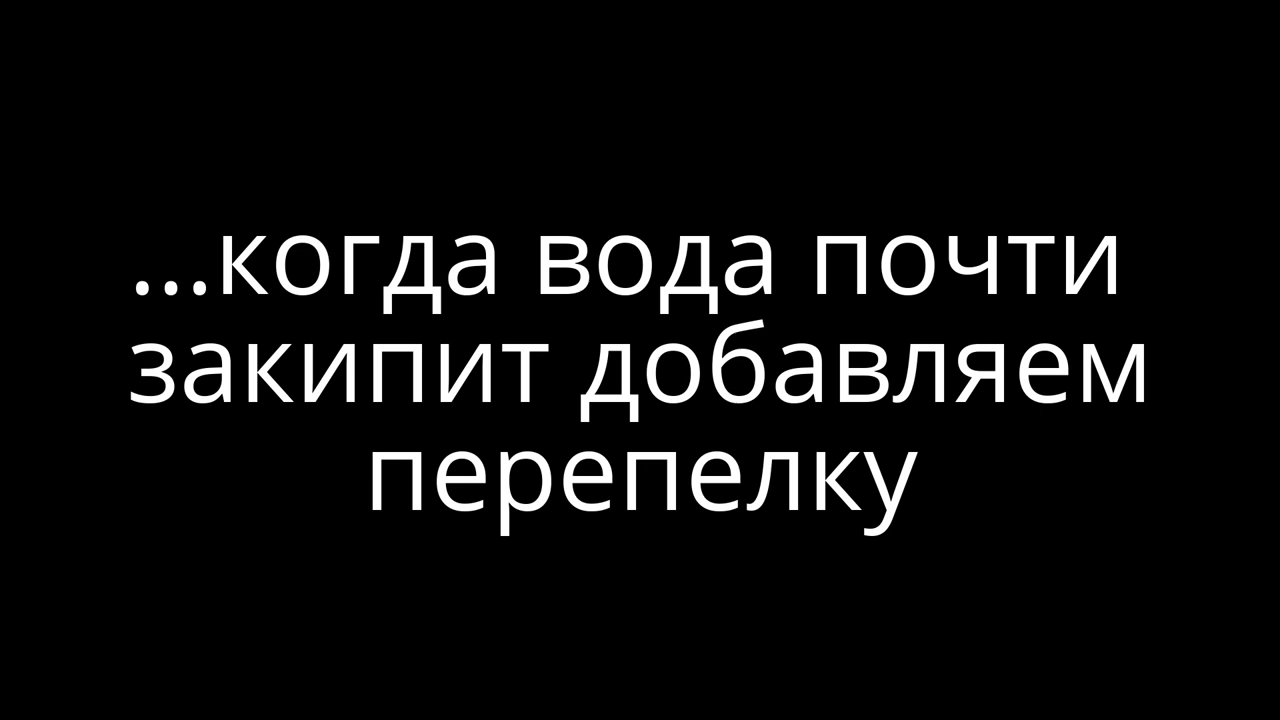 ...когда вода почти
закипит добавляем
перепелку